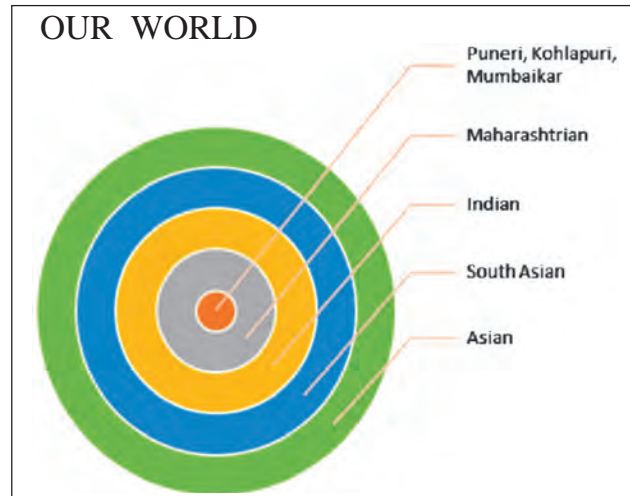 OUR WORLD
Puneri, Kohlapuri,
Mumbaikar
Maharashtrian
Indian
South Asian
Asian